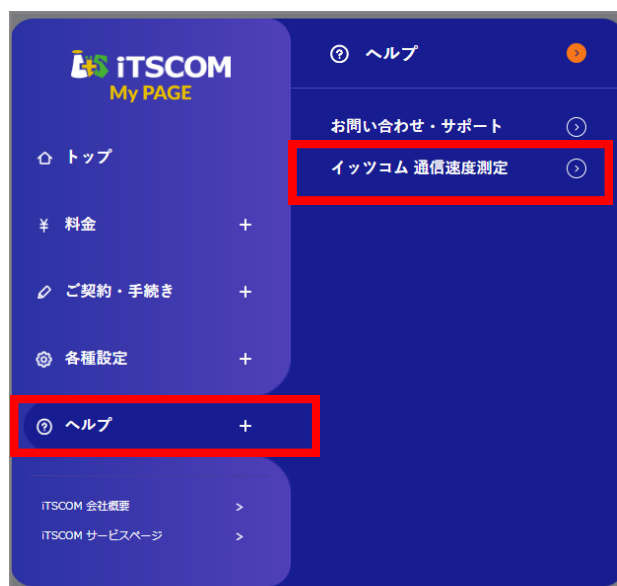 iTSCOM
My PAGE
トップ
¥ 料金 +
ご契約・手続き +
各種設定 +
? ヘルプ +
iTSCOM 会社概要 >
iTSCOM サービスページ >
? ヘルプ >
お問い合わせ・サポート >
イッツコム 通信速度測定 >